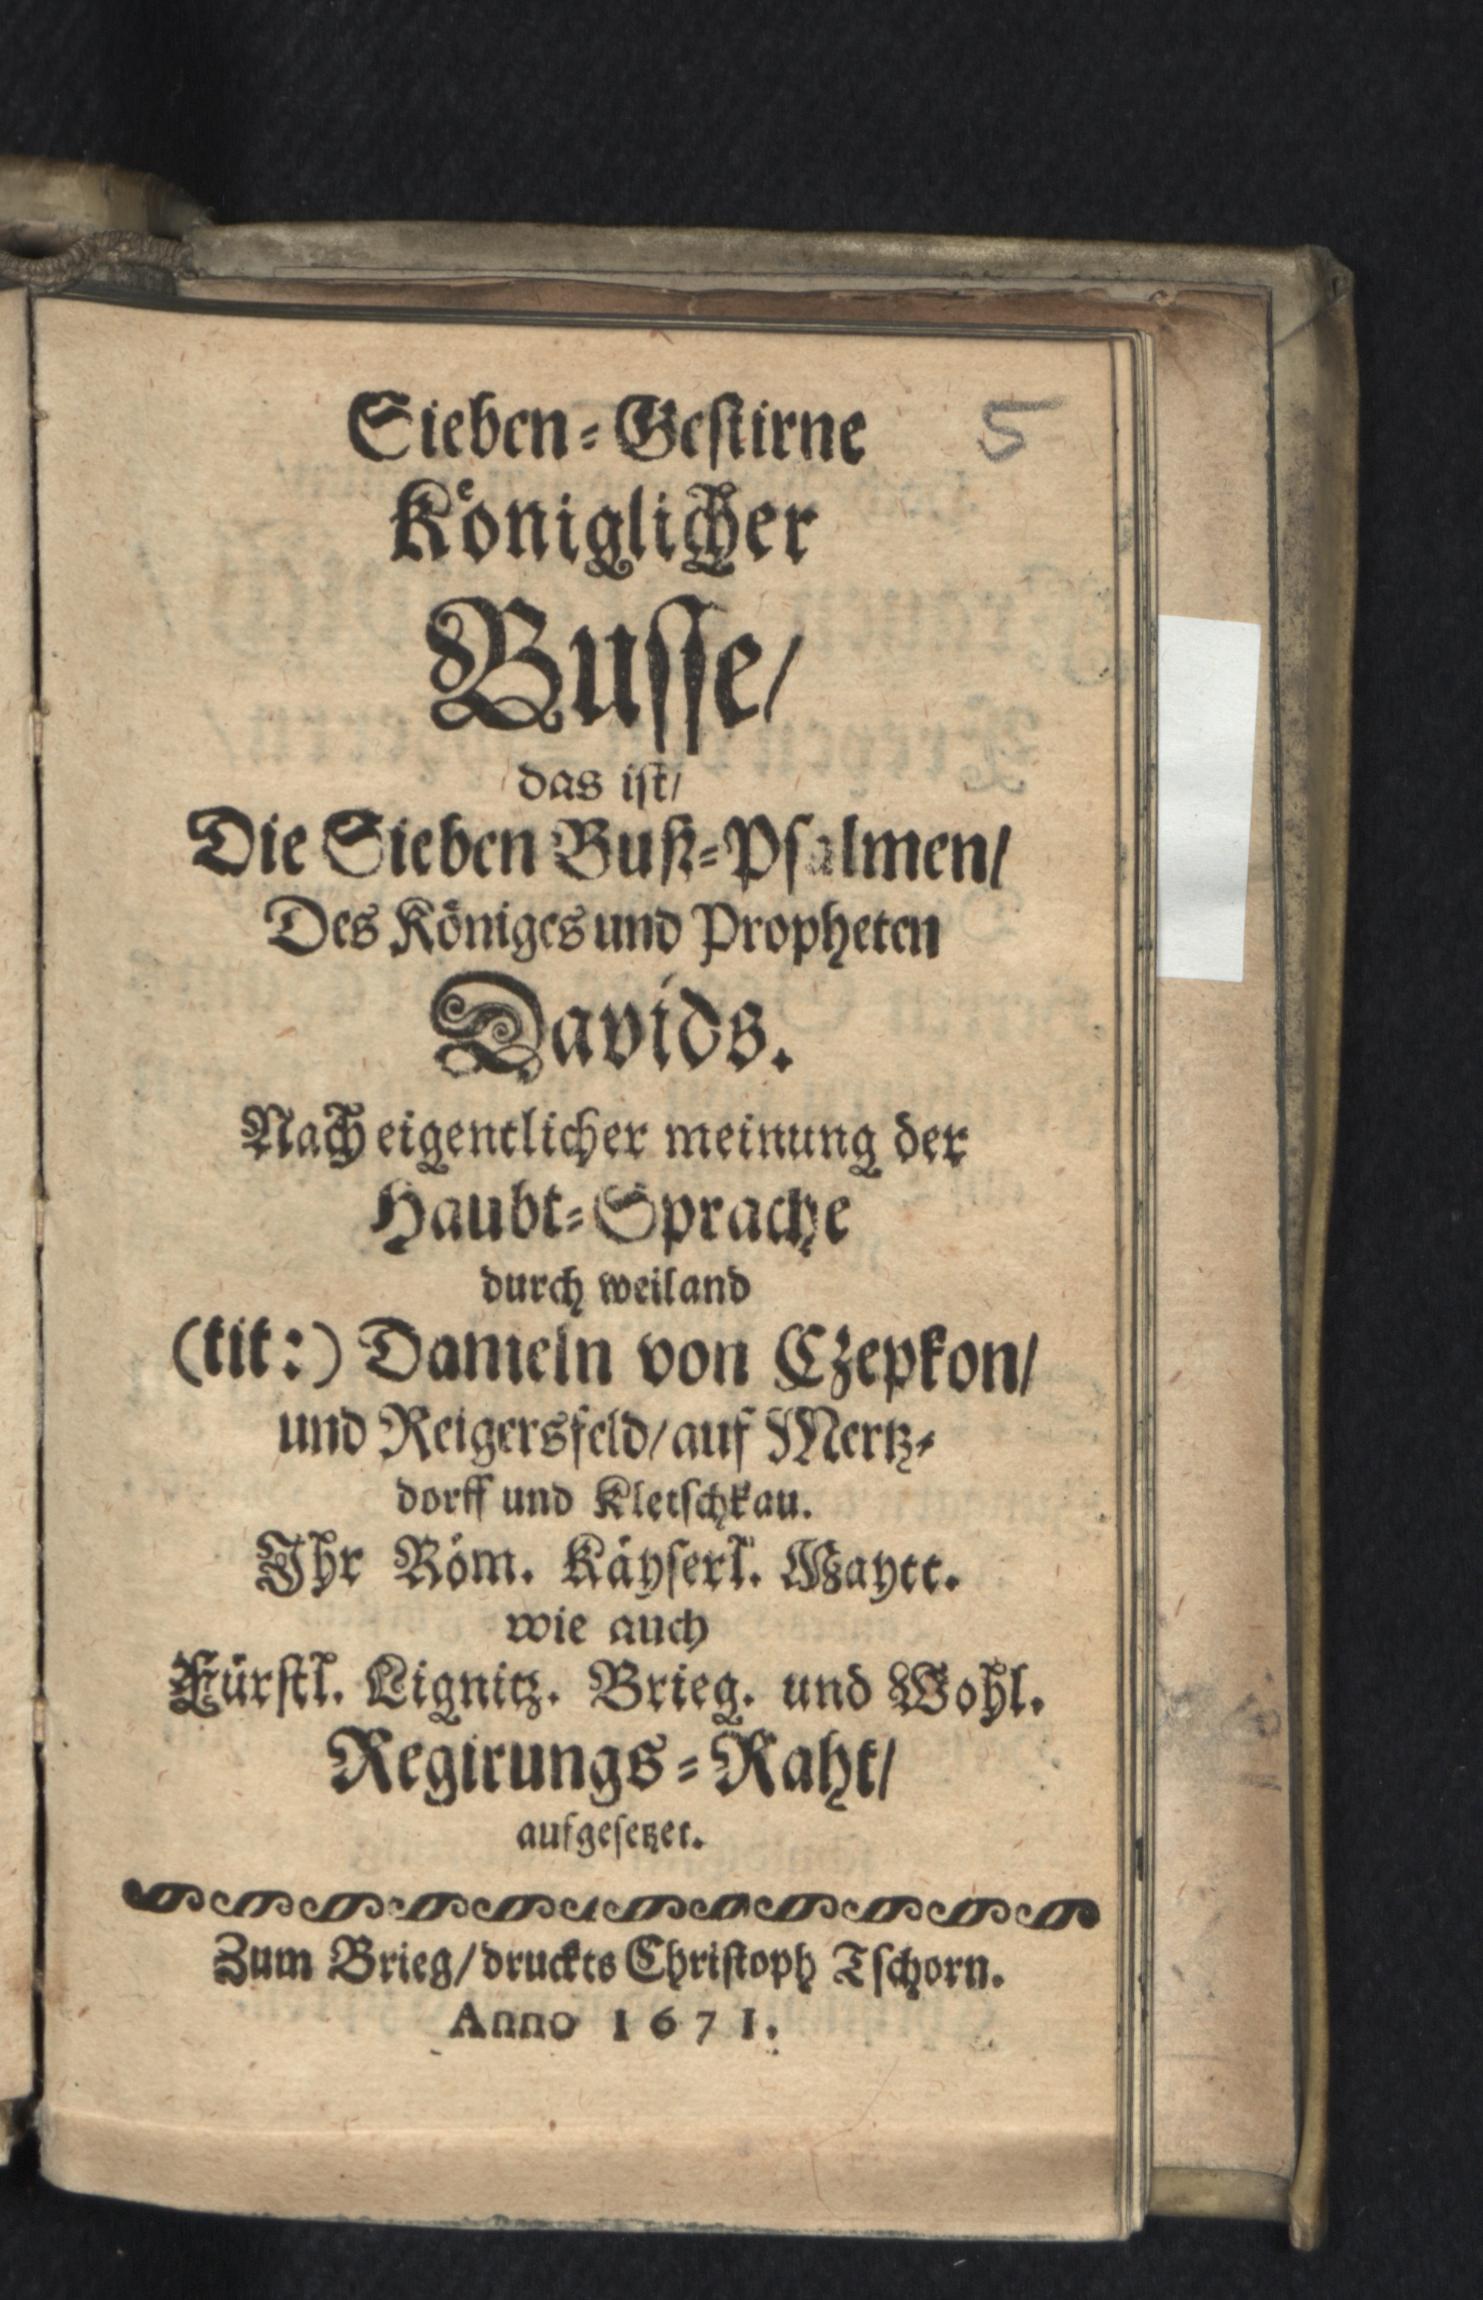 Sieben-Gestirne
5
Königlicher
Busse/
das ist/
Die Sieben Buß-Psalmen/
Des Königes und Propheten
Davids.
Nach eigentlicher meinung der
Haubt-Sprache
durch weiland
(tit:) Danieln von Czepkon/
und Reigersfeld/auf Mertz-
dorff und Kletschkau.
Ihr Röm. Käyserl. Maytt.
wie auch
Fürstl. Lignitz. Brieg. und Wohl.
Regirungs-Raht/
aufgesetzet.
Zum Brieg/druckts Christoph Tschorn.
Anno 1671.